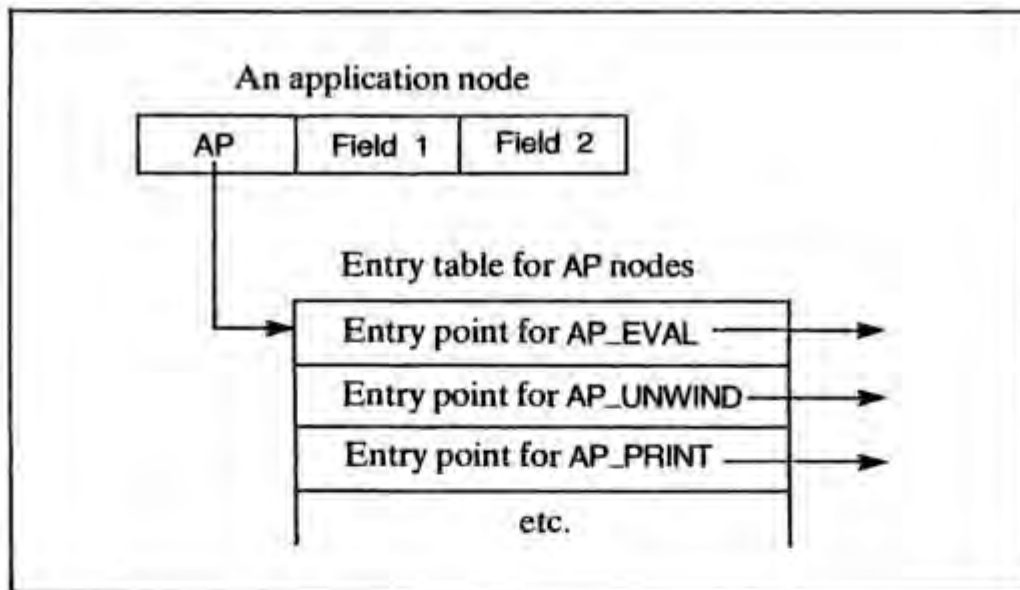 An application node
AP Field 1 Field 2
Entry table for AP nodes
Entry point for AP_EVAL
Entry point for AP_UNWIND
Entry point for AP_PRINT
etc.